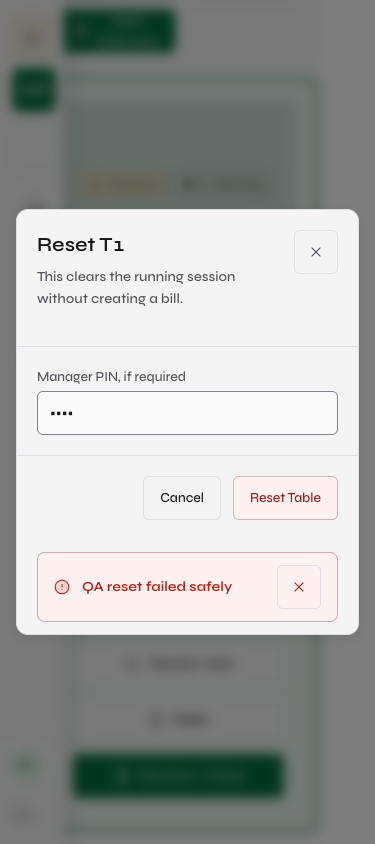 Reset T1
This clears the running session
without creating a bill.
Manager PIN, if required
••••
Cancel
Reset Table
QA reset failed safely